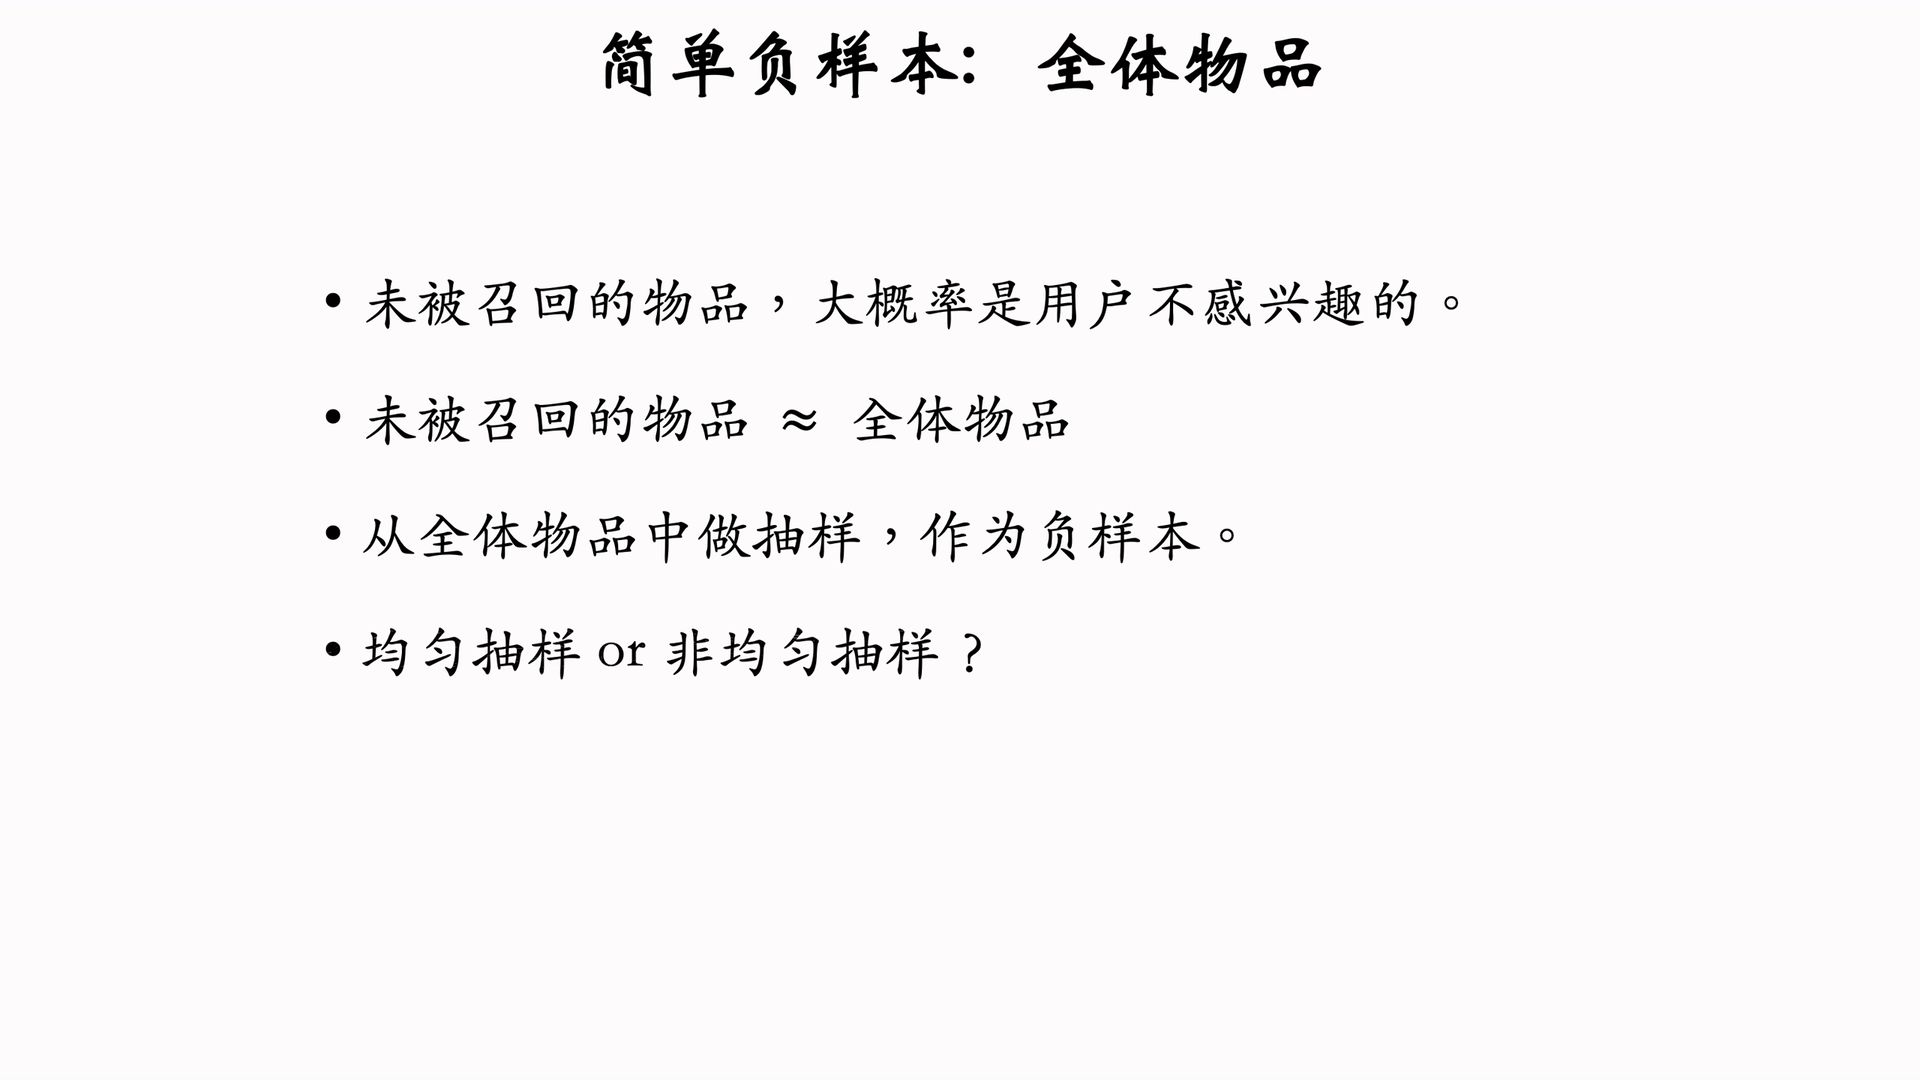 简单负样本：全体物品
• 未被召回的物品，大概率是用户不感兴趣的。
• 未被召回的物品 ≈ 全体物品
• 从全体物品中做抽样，作为负样本。
• 均匀抽样 or 非均匀抽样？